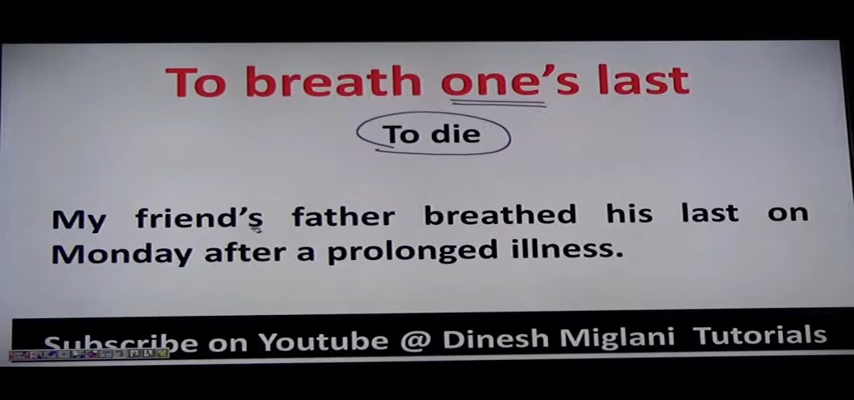 To breath one's last
To die
My friend's father breathed his last on
Monday after a prolonged illness.
Subscribe on Youtube @ Dinesh Miglani Tutorials